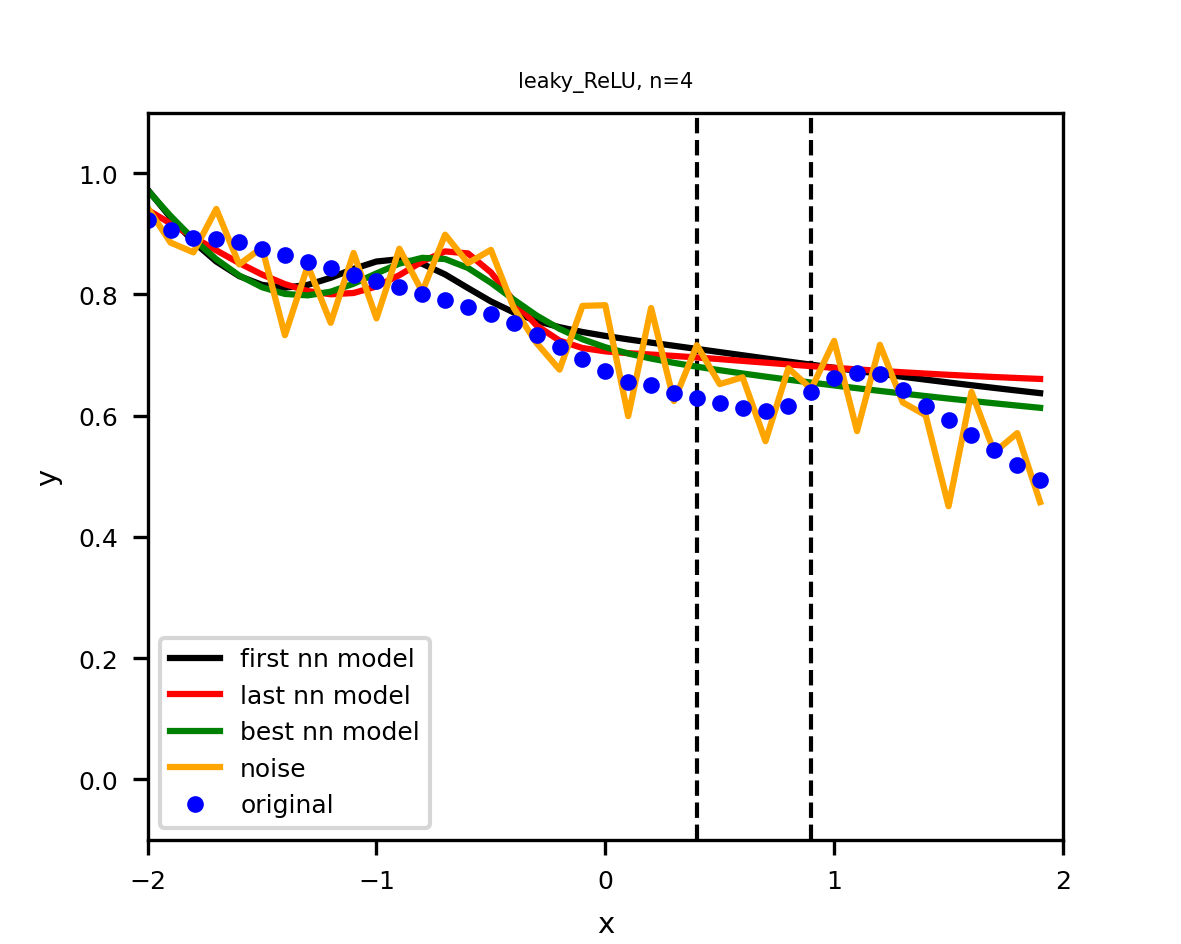 leaky_ReLU, n=4
1.0
0.8
0.6
0.4
0.2
0.0
y
first nn model
last nn model
best nn model
noise
original
−2
−1
0
1
2
x